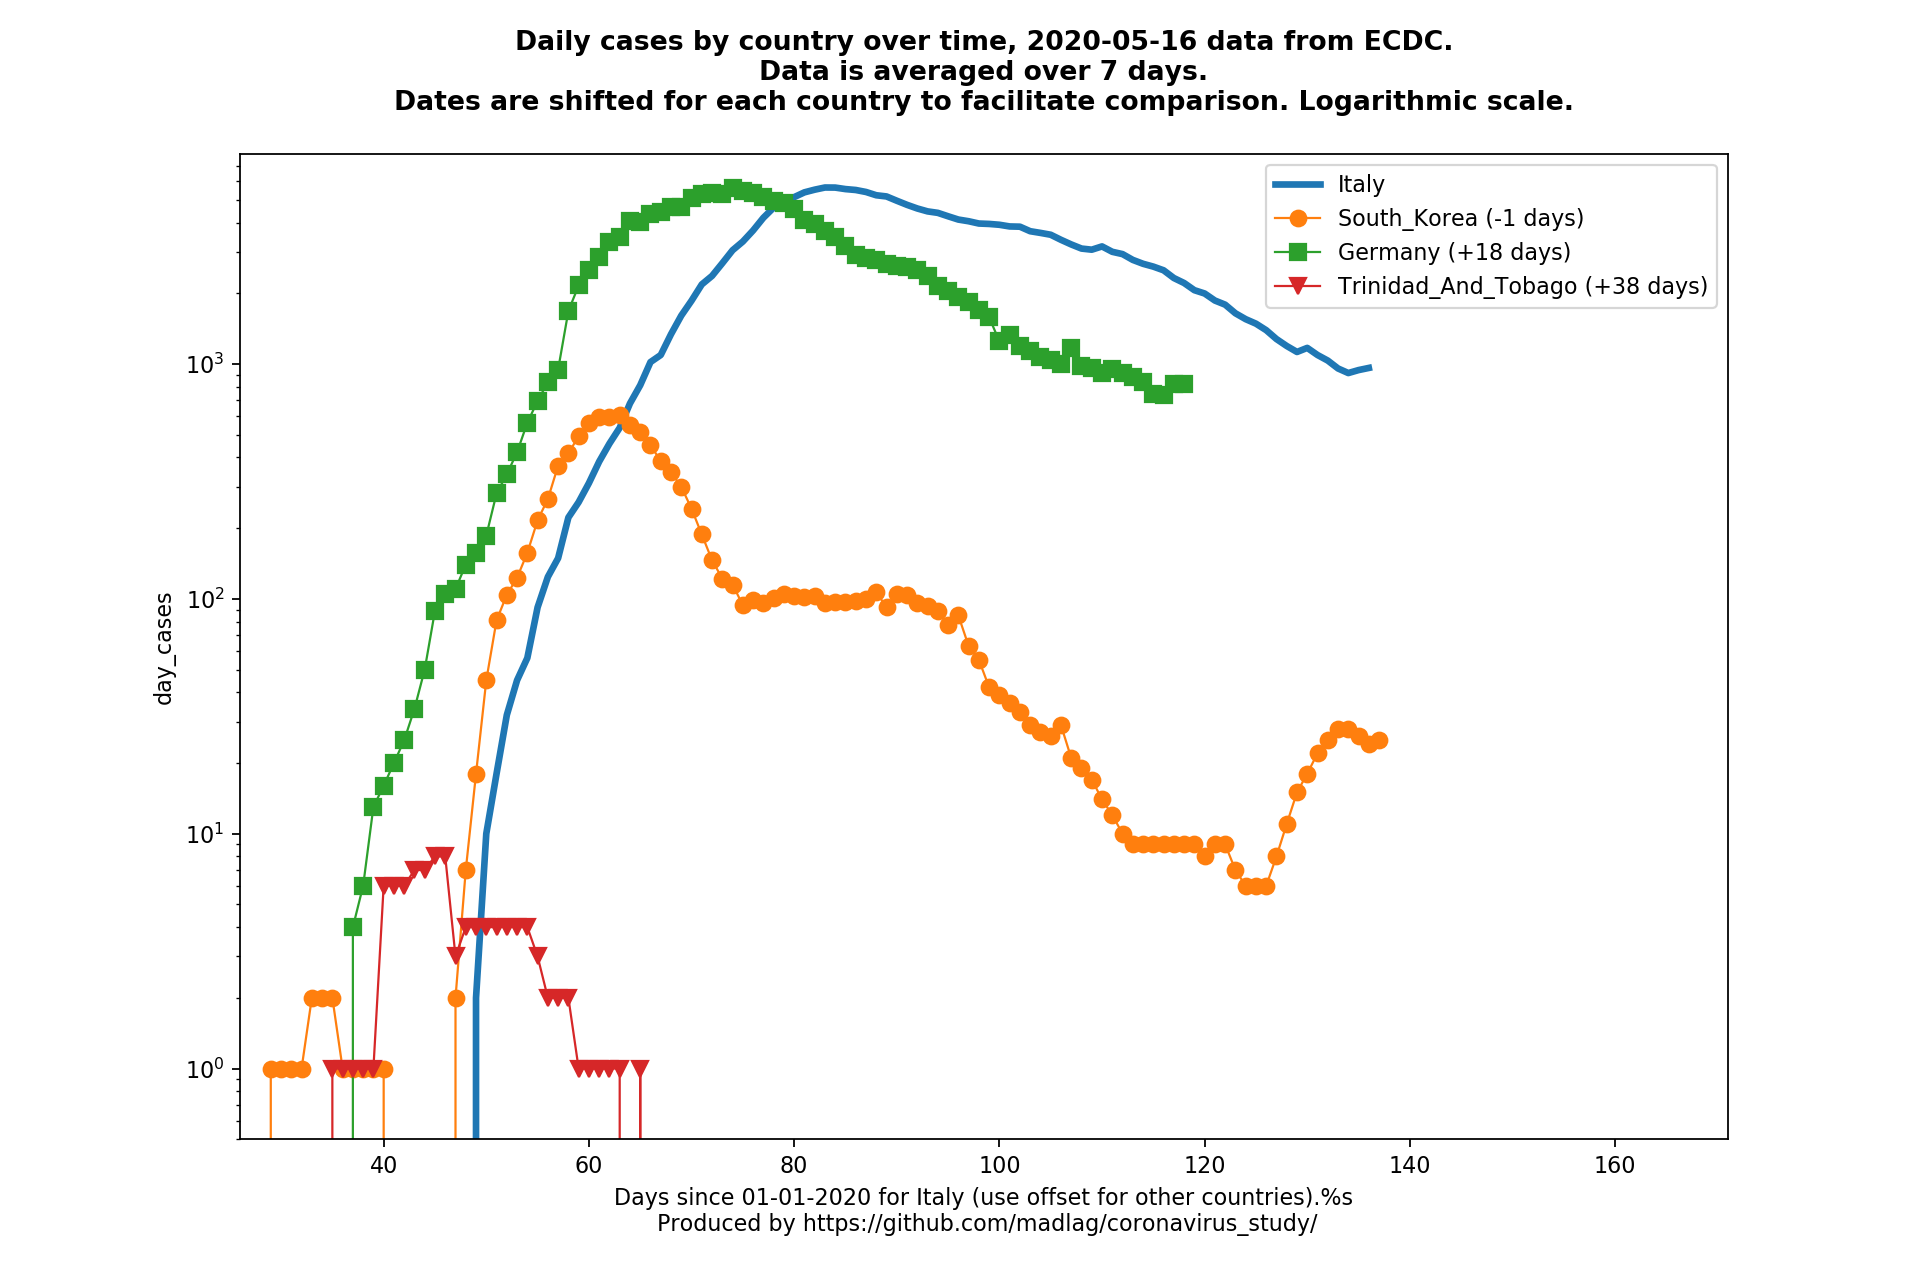 Daily cases by country over time, 2020-05-16 data from ECDC.
Data is averaged over 7 days.
Dates are shifted for each country to facilitate comparison. Logarithmic scale.
Italy
South_Korea (-1 days)
Germany (+18 days)
Trinidad_And_Tobago (+38 days)
day_cases
10³
10²
10¹
10⁰
40 60 80 100 120 140 160
Days since 01-01-2020 for Italy (use offset for other countries).%s
Produced by https://github.com/madlag/coronavirus_study/